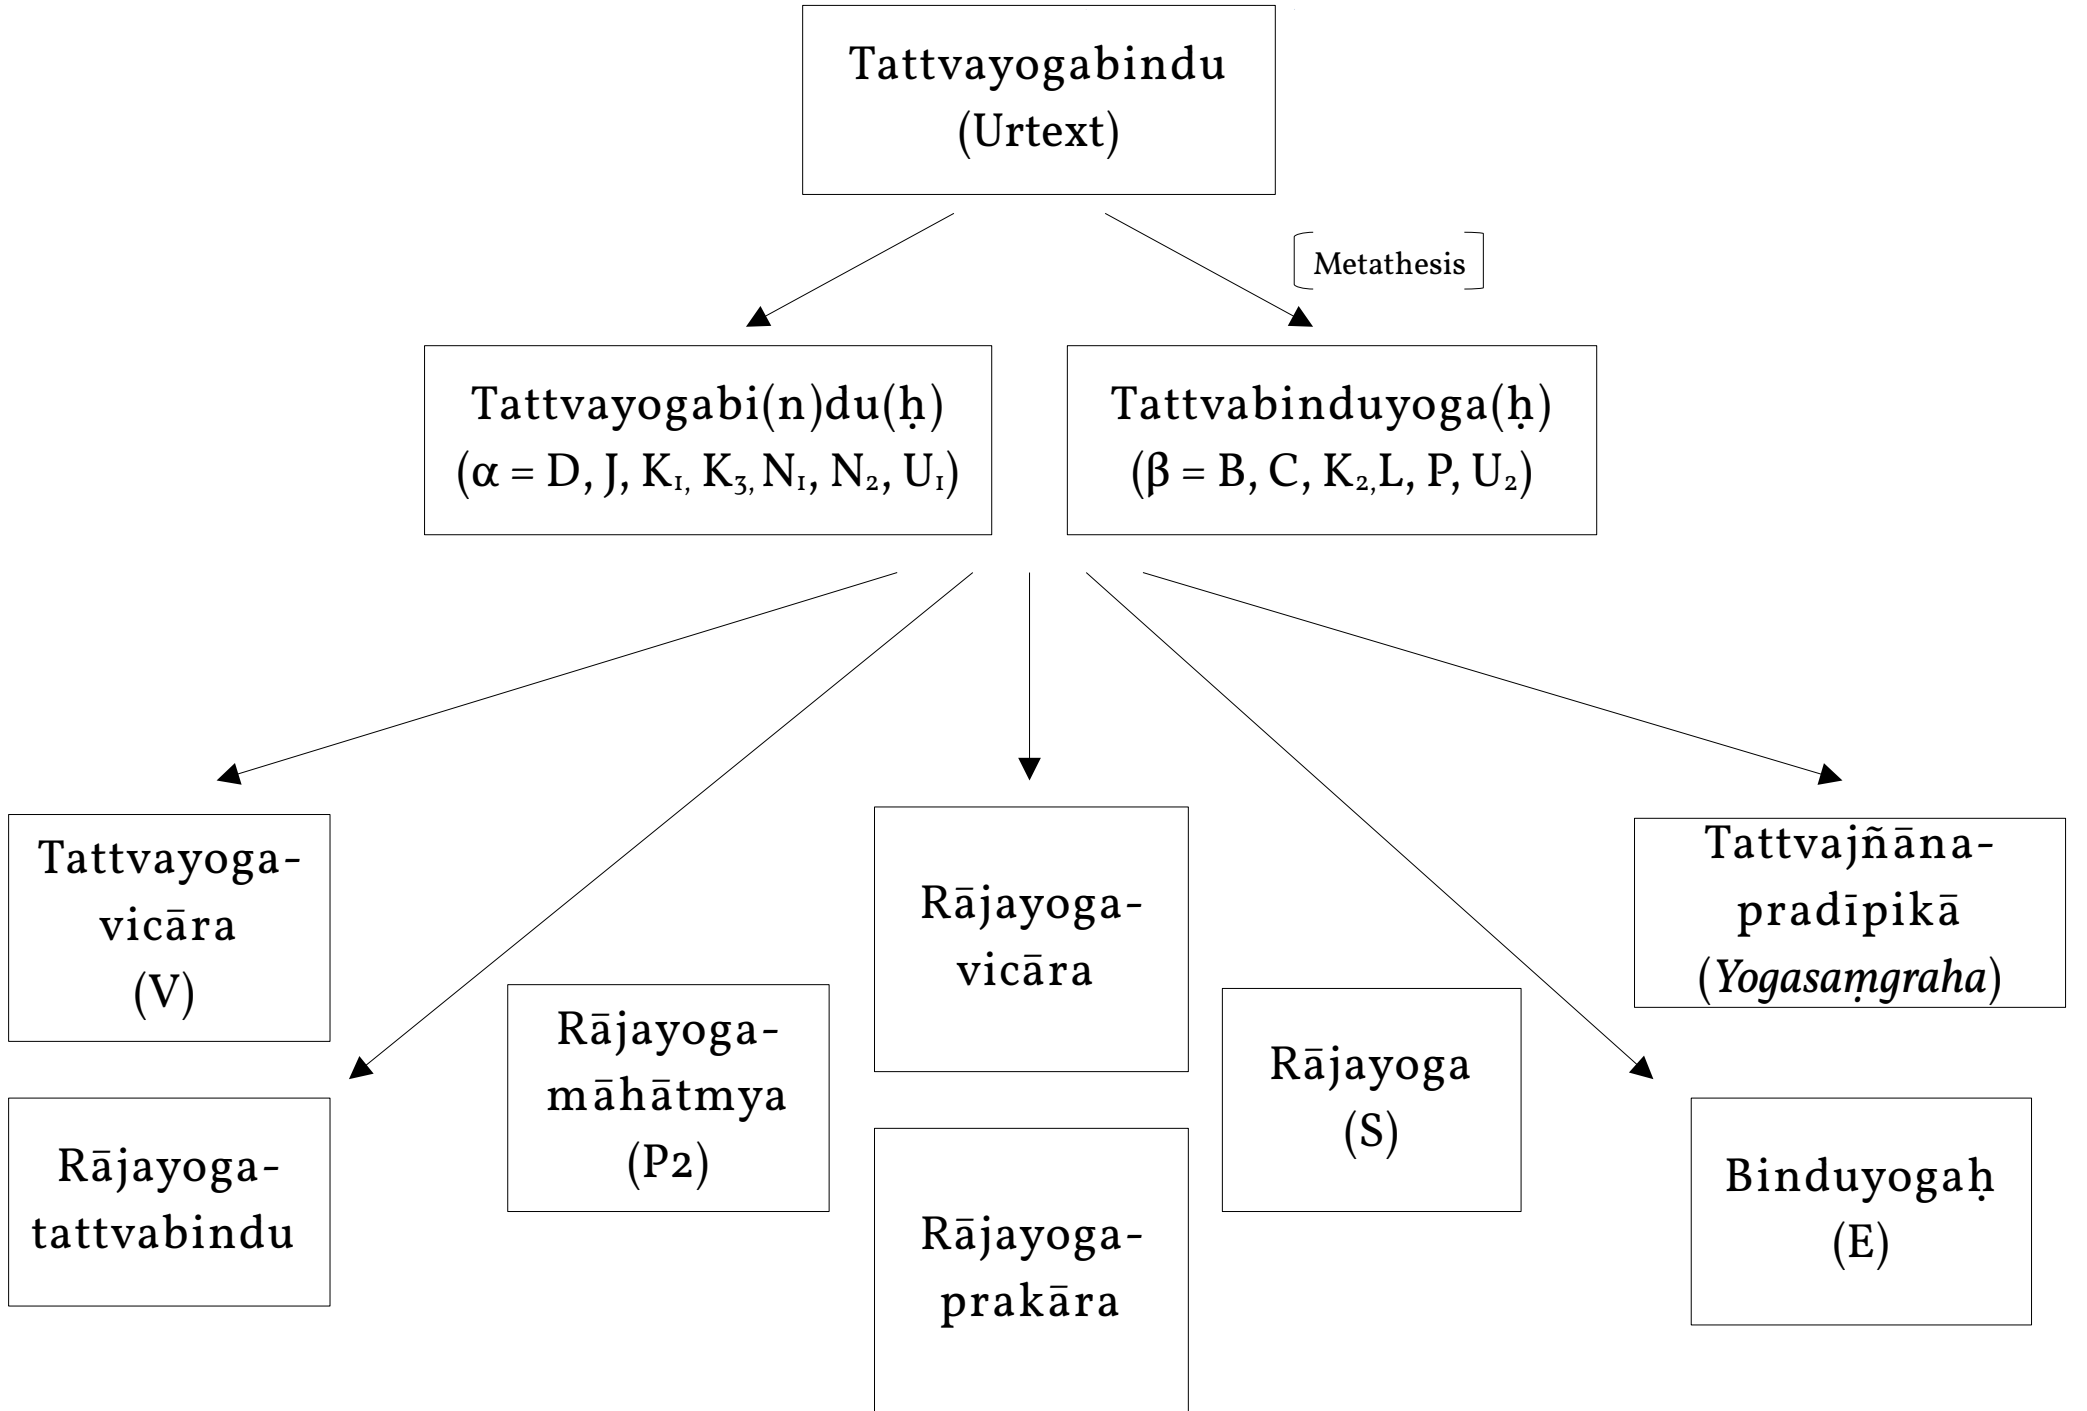 Tattvayogabindu
(Urtext)
Metathesis
Tattvayogabi(n)du(ḥ)
(α = D, J, K₁, K₃, N₁, N₂, U₁)
Tattvabinduyoga(ḥ)
(β = B, C, K₂,L, P, U₂)
Tattvayoga-
vicāra
(V)
Rājayoga-
tattvabindu
Rājayoga-
māhātmya
(P2)
Rājayoga-
vicāra
Rājayoga-
prakāra
Rājayoga
(S)
Tattvajñāna-
pradīpikā
(Yogasaṃgraha)
Binduyogaḥ
(E)